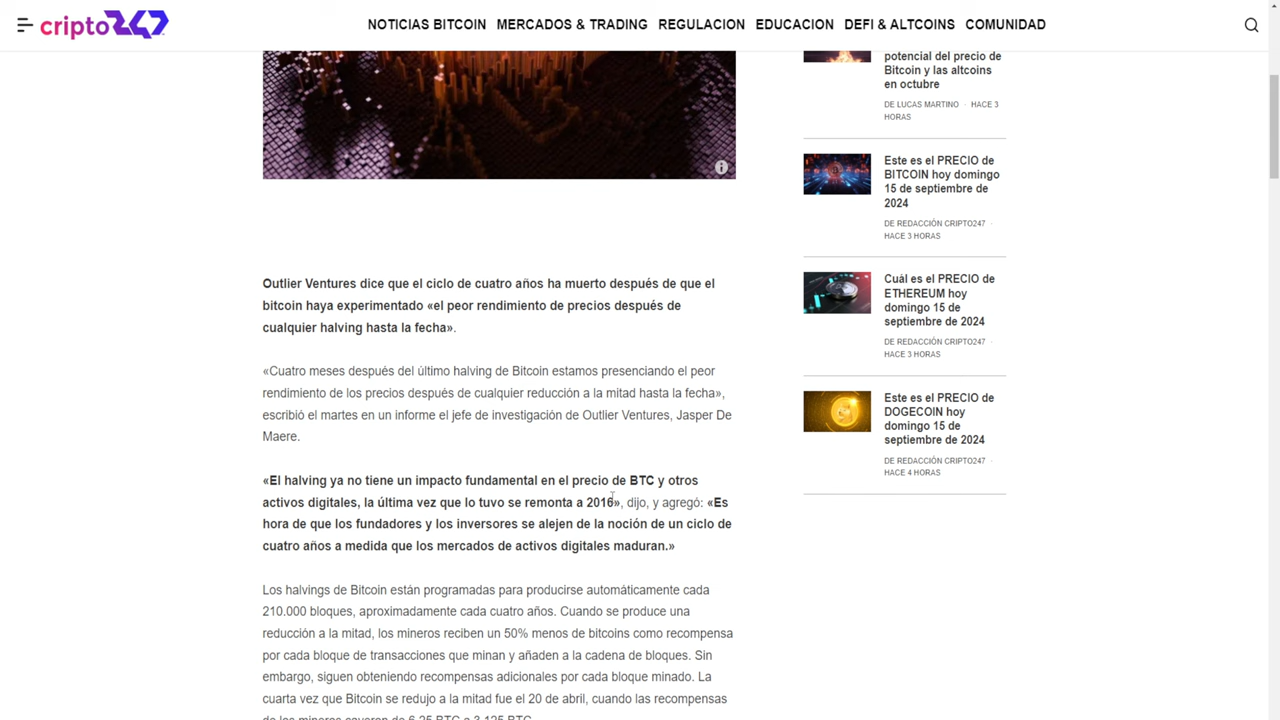 cripto247
NOTICIAS BITCOIN MERCADOS & TRADING REGULACION EDUCACION DEFI & ALTCOINS COMUNIDAD
Outlier Ventures dice que el ciclo de cuatro años ha muerto después de que el
bitcoin haya experimentado «el peor rendimiento de precios después de
cualquier halving hasta la fecha».
«Cuatro meses después del último halving de Bitcoin estamos presenciando el peor
rendimiento de los precios después de cualquier reducción a la mitad hasta la fecha»,
escribió el martes en un informe el jefe de investigación de Outlier Ventures, Jasper De
Maere.
«El halving ya no tiene un impacto fundamental en el precio de BTC y otros
activos digitales, la última vez que lo tuvo se remonta a 2016», dijo, y agregó: «Es
hora de que los fundadores y los inversores se alejen de la noción de un ciclo de
cuatro años a medida que los mercados de activos digitales maduran.»
Los halvings de Bitcoin están programadas para producirse automáticamente cada
210.000 bloques, aproximadamente cada cuatro años. Cuando se produce una
reducción a la mitad, los mineros reciben un 50% menos de bitcoins como recompensa
por cada bloque de transacciones que minan y añaden a la cadena de bloques. Sin
embargo, siguen obteniendo recompensas adicionales por cada bloque minado. La
cuarta vez que Bitcoin se redujo a la mitad fue el 20 de abril, cuando las recompensas
de los mineros cayeron de 6,25 BTC a 3,125 BTC.
potencial del precio de
Bitcoin y las altcoins
en octubre
DE LUCAS MARTINO · HACE 3
HORAS
Este es el PRECIO de
BITCOIN hoy domingo
15 de septiembre de
2024
DE REDACCIÓN CRIPTO247 ·
HACE 3 HORAS
Cuál es el PRECIO de
ETHEREUM hoy
domingo 15 de
septiembre de 2024
DE REDACCIÓN CRIPTO247 ·
HACE 3 HORAS
Este es el PRECIO de
DOGECOIN hoy
domingo 15 de
septiembre de 2024
DE REDACCIÓN CRIPTO247 ·
HACE 4 HORAS